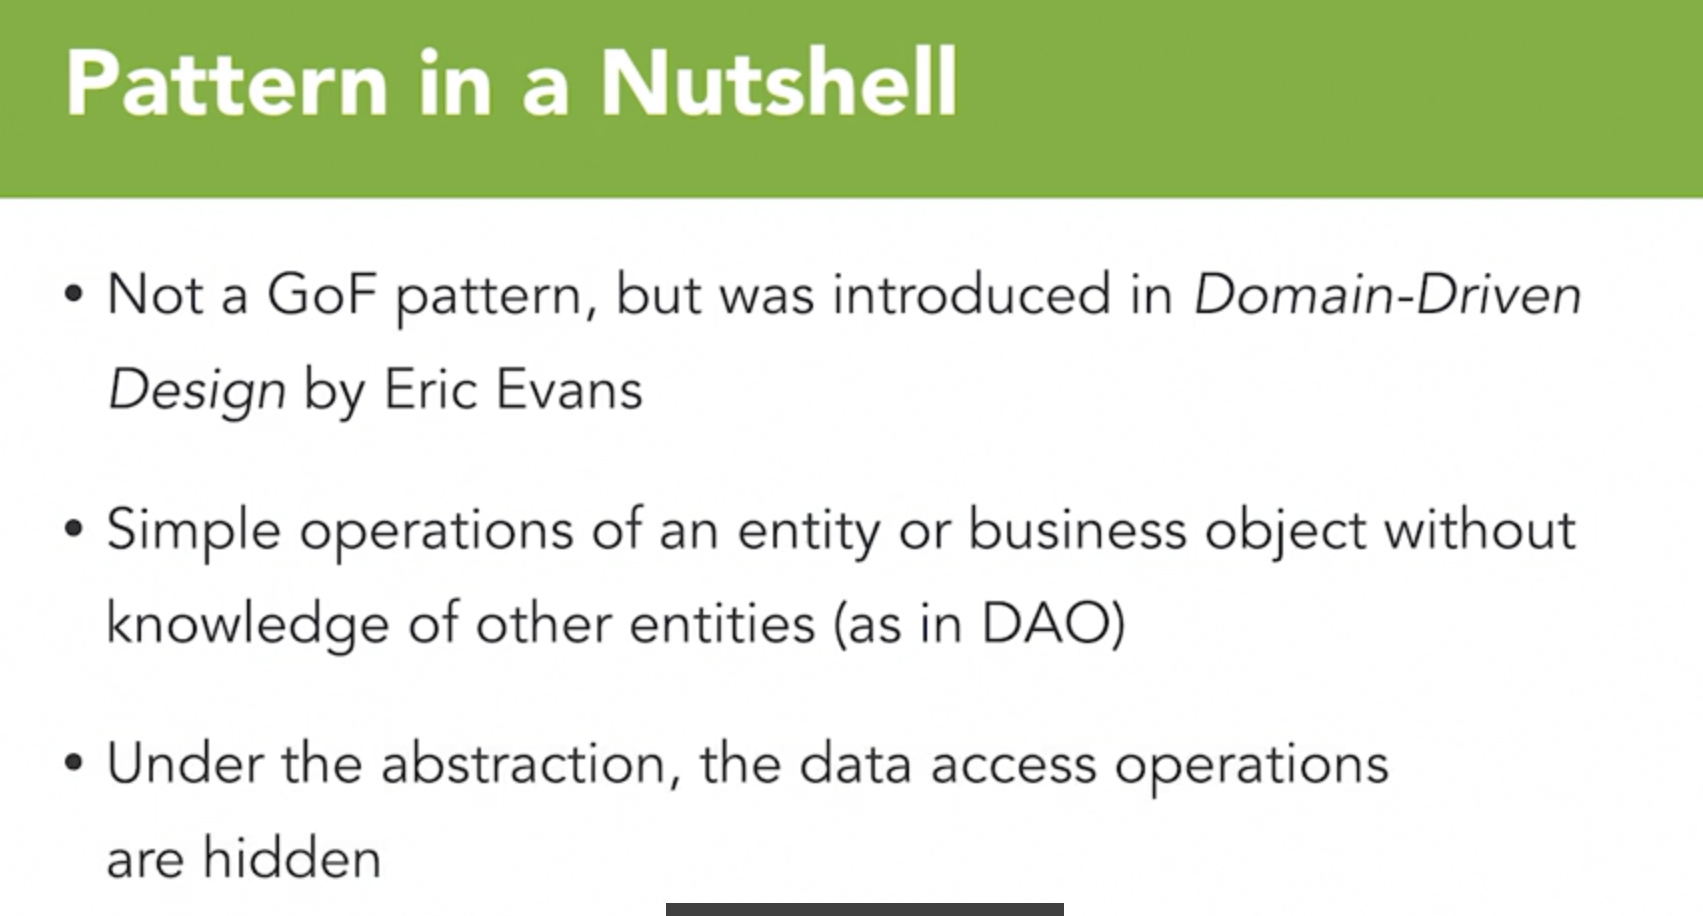 Pattern in a Nutshell
• Not a GoF pattern, but was introduced in Domain-Driven
Design by Eric Evans
• Simple operations of an entity or business object without
knowledge of other entities (as in DAO)
• Under the abstraction, the data access operations
are hidden